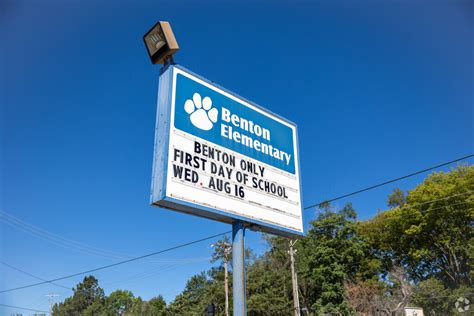 Benton
Elementary
BENTON ONLY
FIRST DAY OF SCHOOL
WED. AUG 16